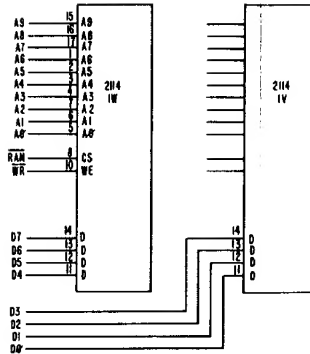 A9 15 A9
A8 16 A8
A7 17 A7
A6 1 A6
A5 2 A5
A4 3 A4
A3 4 A3
A2 7 A2
A1 6 A1
A0 5 A0
2114
1W
2114
1V
RAM 8 CS
WR 10 WE
D7 14 D
D6 13 D
D5 12 D
D4 11 D
14 D
13 D
12 D
11 D
D3
D2
D1
D0